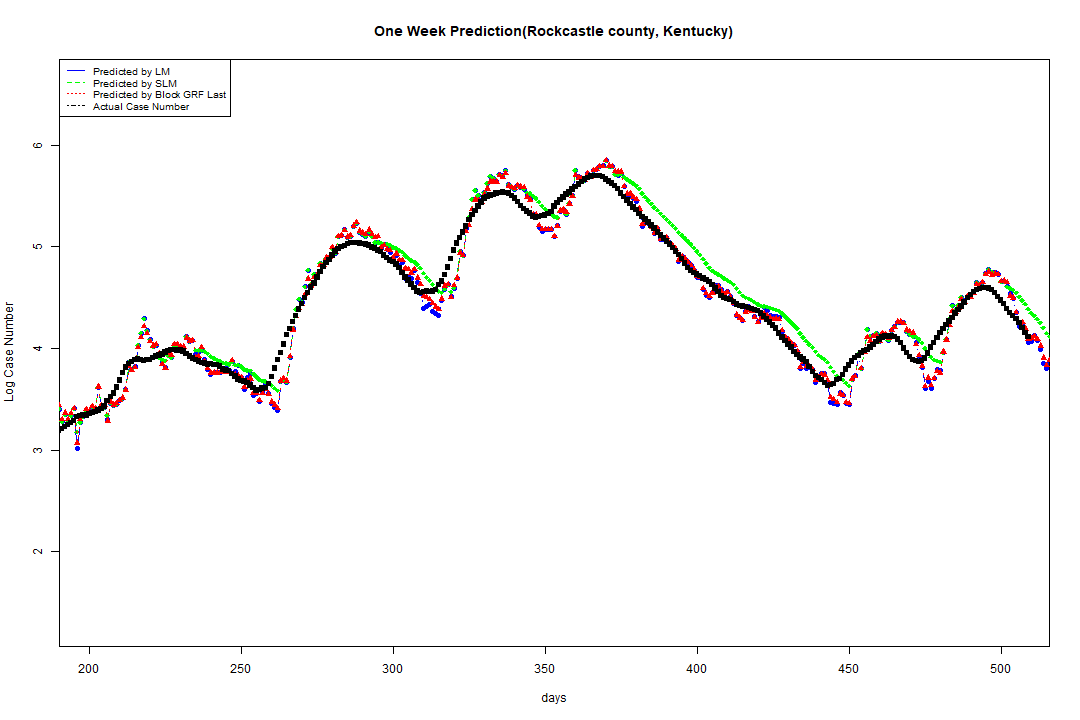 One Week Prediction(Rockcastle county, Kentucky)
Predicted by LM
Predicted by SLM
Predicted by Block GRF Last
Actual Case Number
6
5
4
3
2
Log Case Number
200 250 300 350 400 450 500
days